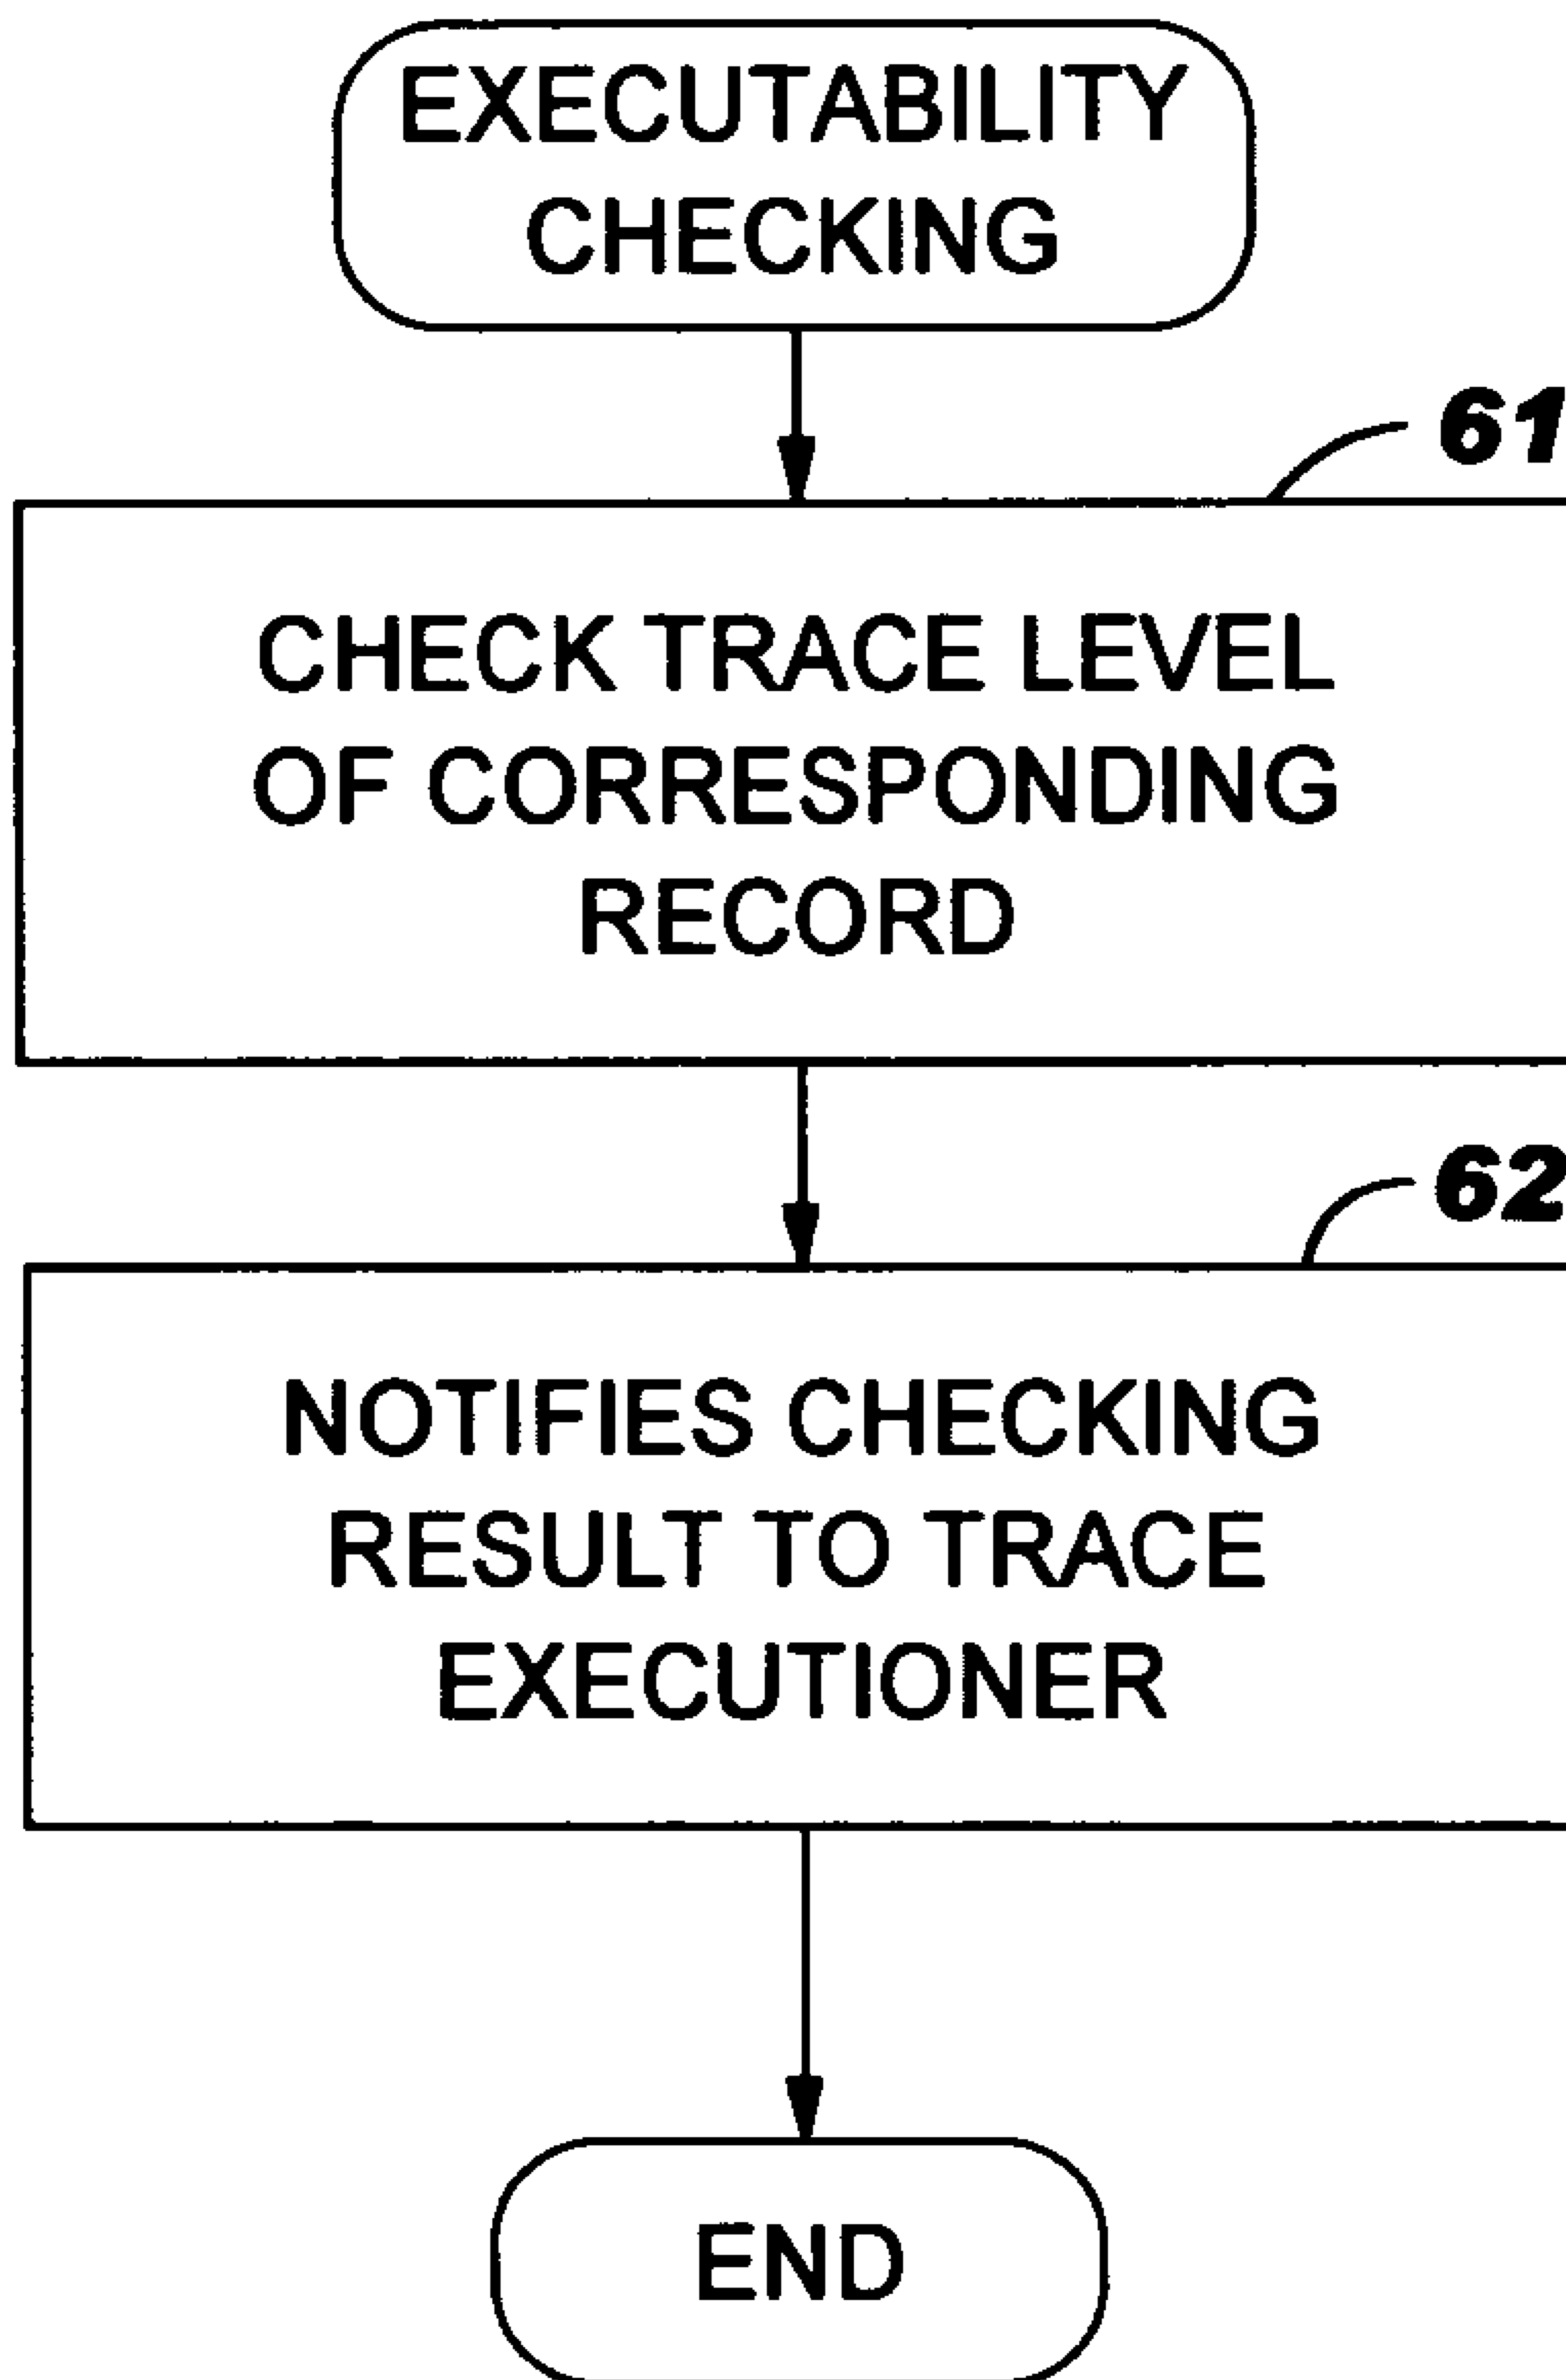 EXECUTABILITY
CHECKING
61
CHECK TRACE LEVEL
OF CORRESPONDING
RECORD
62
NOTIFIES CHECKING
RESULT TO TRACE
EXECUTIONER
END